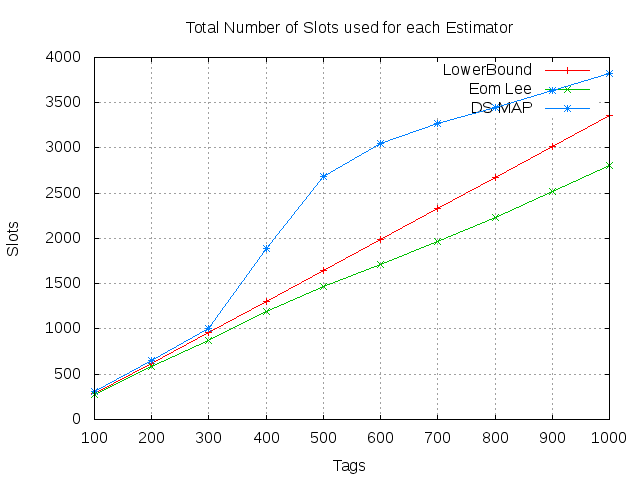 Total Number of Slots used for each Estimator
4000
3500
3000
2500
2000
1500
1000
500
0
Slots
LowerBound
Eom Lee
DS-MAP
100 200 300 400 500 600 700 800 900 1000
Tags